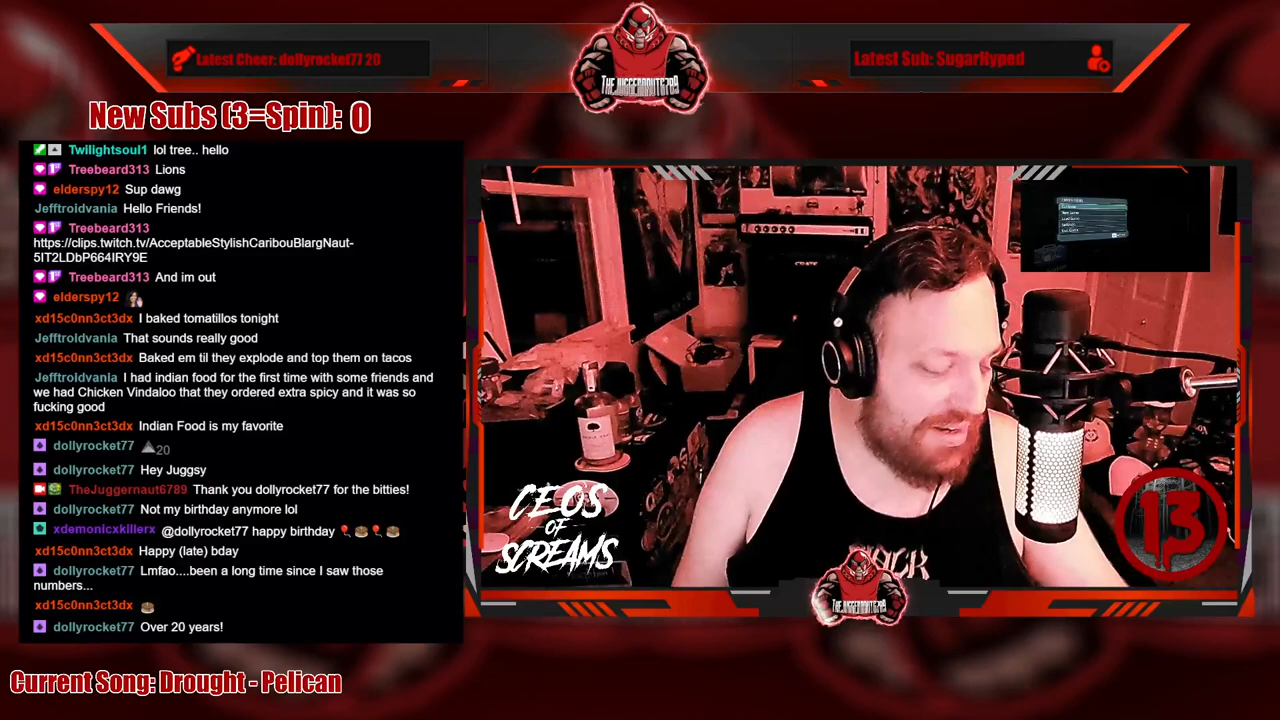 Latest Cheer: dollyrocket77 20
THEJUGGERNAUT6789
Latest Sub: SugarHyped
New Subs (3=Spin): 0
Twilightsoul1 lol tree.. hello
Treebeard313 Lions
elderspy12 Sup dawg
Jefftroldvania Hello Friends!
Treebeard313
https://clips.twitch.tv/AcceptableStylishCaribouBlargNaut-
5IT2LDbP664IRY9E
Treebeard313 And im out
elderspy12
xd15c0nn3ct3dx I baked tomatillos tonight
Jefftroldvania That sounds really good
xd15c0nn3ct3dx Baked em til they explode and top them on tacos
Jefftroldvania I had indian food for the first time with some friends and
we had Chicken Vindaloo that they ordered extra spicy and it was so
fucking good
xd15c0nn3ct3dx Indian Food is my favorite
dollyrocket77 20
dollyrocket77 Hey Juggsy
TheJuggernaut6789 Thank you dollyrocket77 for the bitties!
dollyrocket77 Not my birthday anymore lol
xdemonicxklllerx @dollyrocket77 happy birthday 🎈🎂🎈🎂
xd15c0nn3ct3dx Happy (late) bday
dollyrocket77 Lmfao....been a long time since I saw those
numbers...
xd15c0nn3ct3dx 🎂
dollyrocket77 Over 20 years!
CEOS
OF
SCREAMS
13
THEJUGGERNAUT6789
Current Song: Drought - Pelican